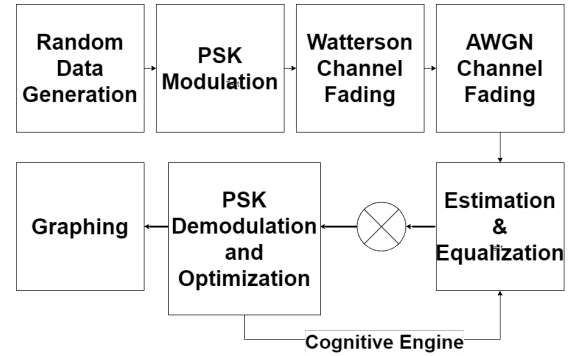 Random
Data
Generation
PSK
Modulation
Watterson
Channel
Fading
AWGN
Channel
Fading
Graphing
PSK
Demodulation
and
Optimization
Estimation
&
Equalization
Cognitive Engine